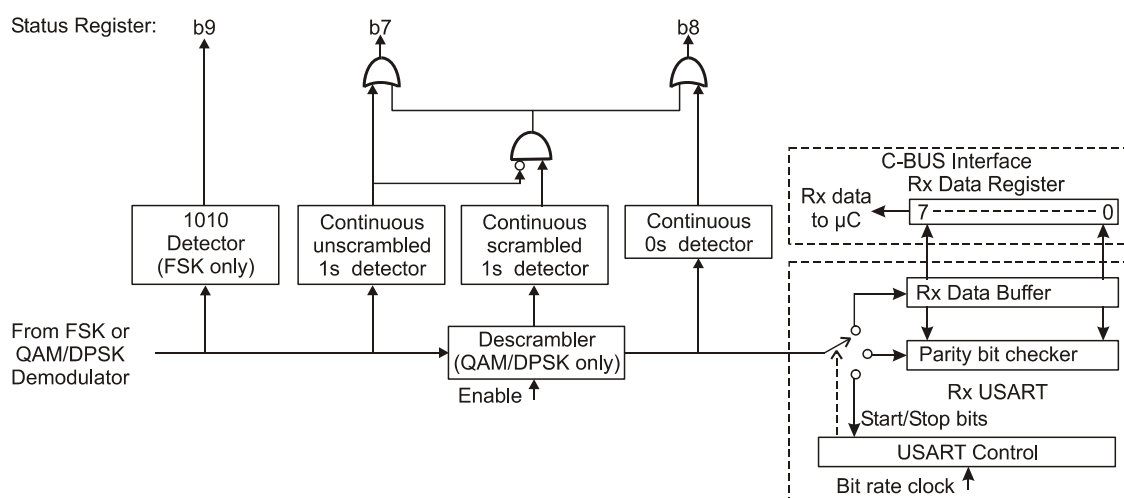 Status Register:
b9
b7
b8
C-BUS Interface
Rx Data Register
Rx data
to µC
7
0
1010
Detector
(FSK only)
Continuous
unscrambled
1s detector
Continuous
scrambled
1s detector
Continuous
0s detector
Rx Data Buffer
From FSK or
QAM/DPSK
Demodulator
Descrambler
(QAM/DPSK only)
Enable
Parity bit checker
Rx USART
Start/Stop bits
USART Control
Bit rate clock